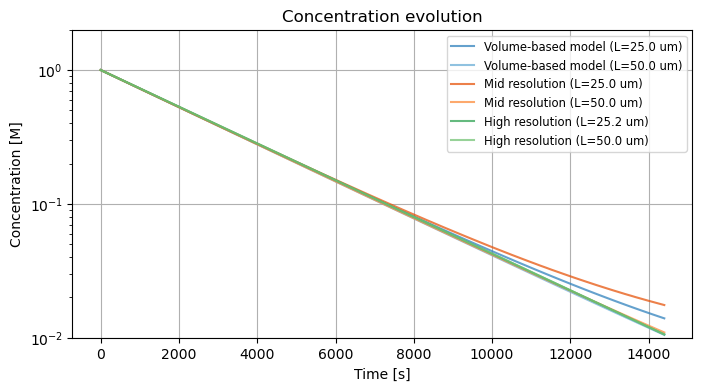 Concentration evolution
Volume-based model (L=25.0 um)
Volume-based model (L=50.0 um)
Mid resolution (L=25.0 um)
Mid resolution (L=50.0 um)
High resolution (L=25.2 um)
High resolution (L=50.0 um)
Concentration [M]
10⁰
10⁻¹
10⁻²
0 2000 4000 6000 8000 10000 12000 14000
Time [s]